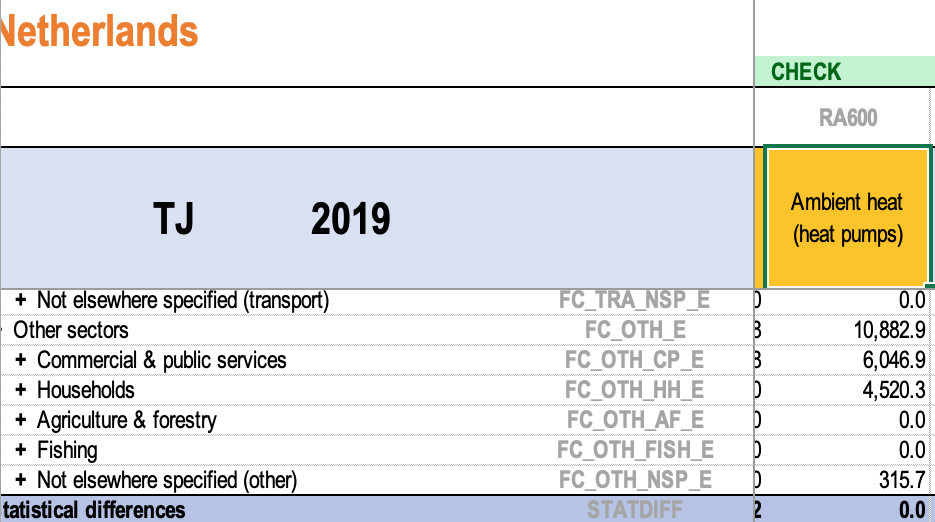 Netherlands
CHECK
RA600
TJ 2019
Ambient heat
(heat pumps)
+ Not elsewhere specified (transport) FC_TRA_NSP_E 0.0
Other sectors FC_OTH_E 10,882.9
+ Commercial & public services FC_OTH_CP_E 6,046.9
+ Households FC_OTH_HH_E 4,520.3
+ Agriculture & forestry FC_OTH_AF_E 0.0
+ Fishing FC_OTH_FISH_E 0.0
+ Not elsewhere specified (other) FC_OTH_NSP_E 315.7
tatistical differences STATDIFF 2 0.0